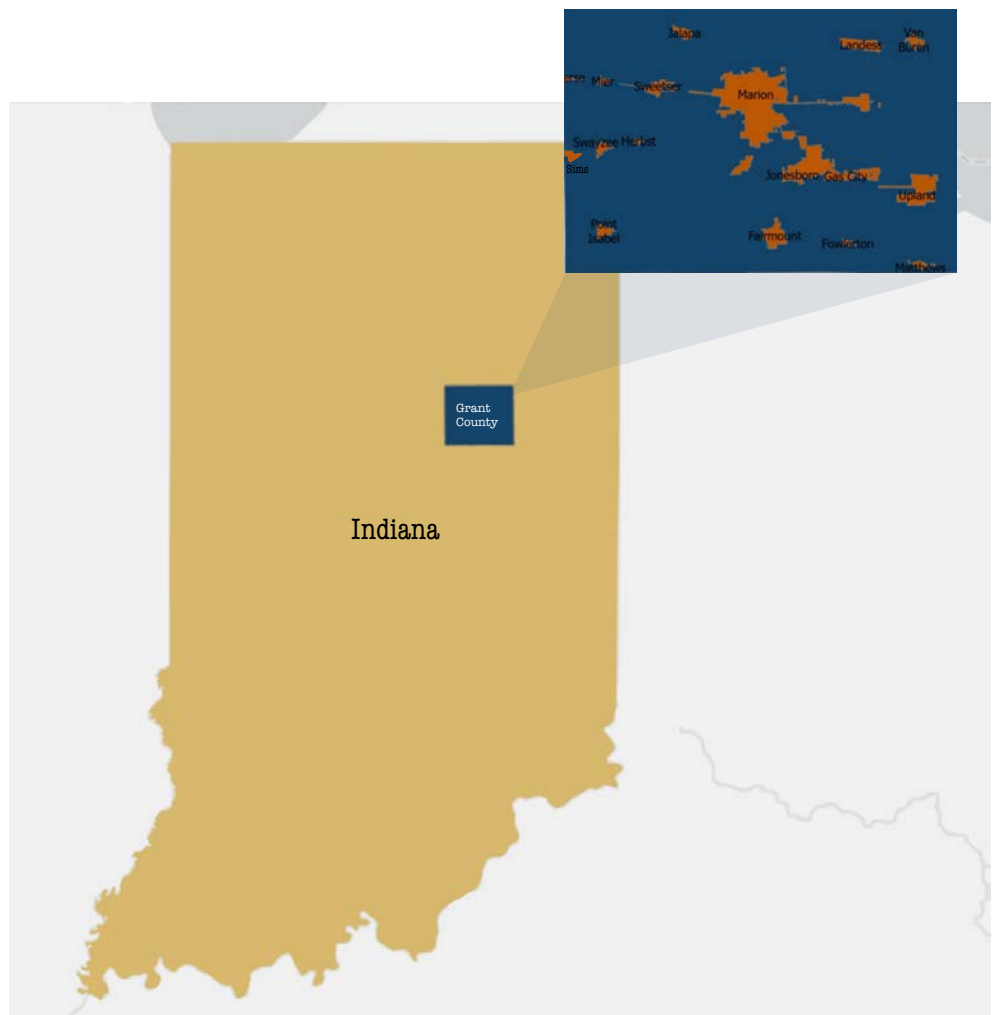 Jalapa
Van
Buren
Landess
erse
Mier
Sweetser
Marion
Swayzee
Herbst
Sims
Jonesboro
Gas City
Upland
Point
Isabel
Fairmount
Fowlerton
Matthews
Grant
County
Indiana